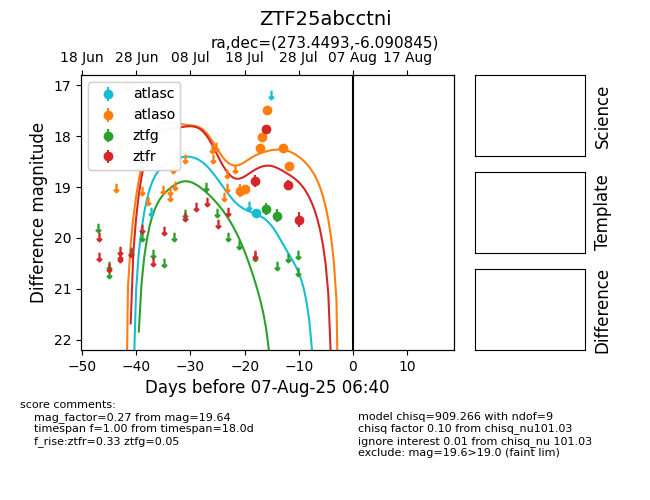 ZTF25abcctni
ra,dec=(273.4493,-6.090845)
18 Jun 28 Jun 08 Jul 18 Jul 28 Jul 07 Aug 17 Aug
17
18
19
20
21
22
Difference magnitude
atlasc
atlaso
ztfg
ztfr
−50 −40 −30 −20 −10 0 10
Days before 07-Aug-25 06:40
Science
Template
Difference
score comments:
mag_factor=0.27 from mag=19.64
timespan f=1.00 from timespan=18.0d
f_rise:ztfr=0.33 ztfg=0.05
model chisq=909.266 with ndof=9
chisq factor 0.10 from chisq_nu101.03
ignore interest 0.01 from chisq_nu 101.03
exclude: mag=19.6>19.0 (faint lim)